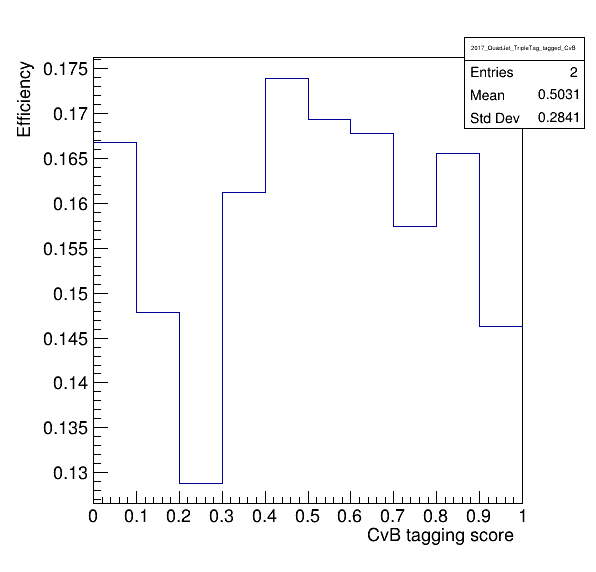 2017_QuadJet_TripleTag_tagged_CvB
Entries 2
Mean 0.5031
Std Dev 0.2841
Efficiency
0.175
0.17
0.165
0.16
0.155
0.15
0.145
0.14
0.135
0.13
0 0.1 0.2 0.3 0.4 0.5 0.6 0.7 0.8 0.9 1
CvB tagging score